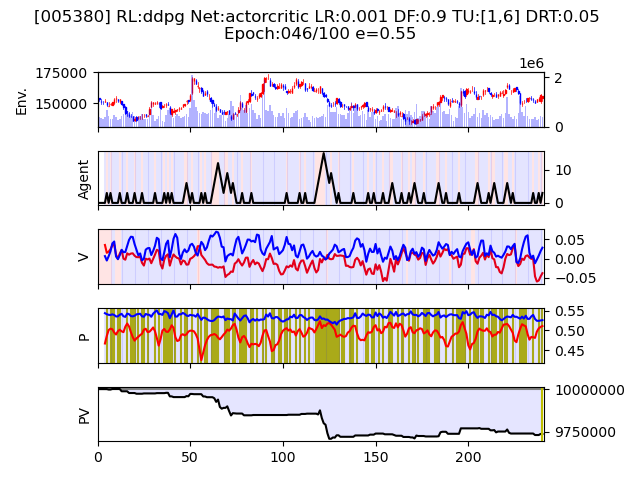 [005380] RL:ddpg Net:actorcritic LR:0.001 DF:0.9 TU:[1,6] DRT:0.05
Epoch:046/100 e=0.55
1e6
175000
150000
Env.
2
0
Agent
10
0
V
0.05
0.00
−0.05
P
0.55
0.50
0.45
PV
10000000
9750000
0 50 100 150 200